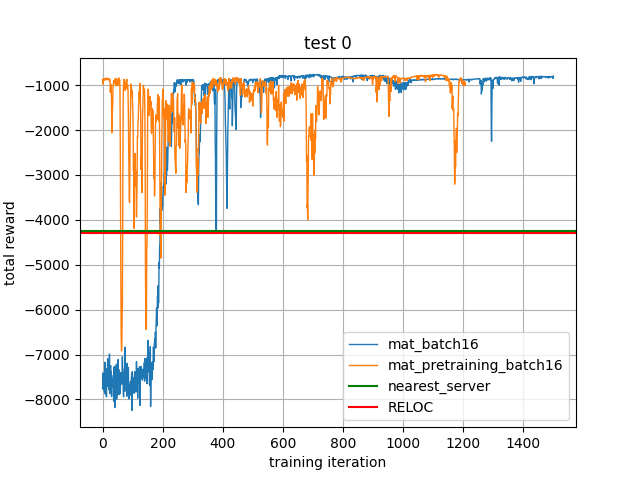 test 0
total reward
−1000
−2000
−3000
−4000
−5000
−6000
−7000
−8000
mat_batch16
mat_pretraining_batch16
nearest_server
RELOC
0 200 400 600 800 1000 1200 1400
training iteration